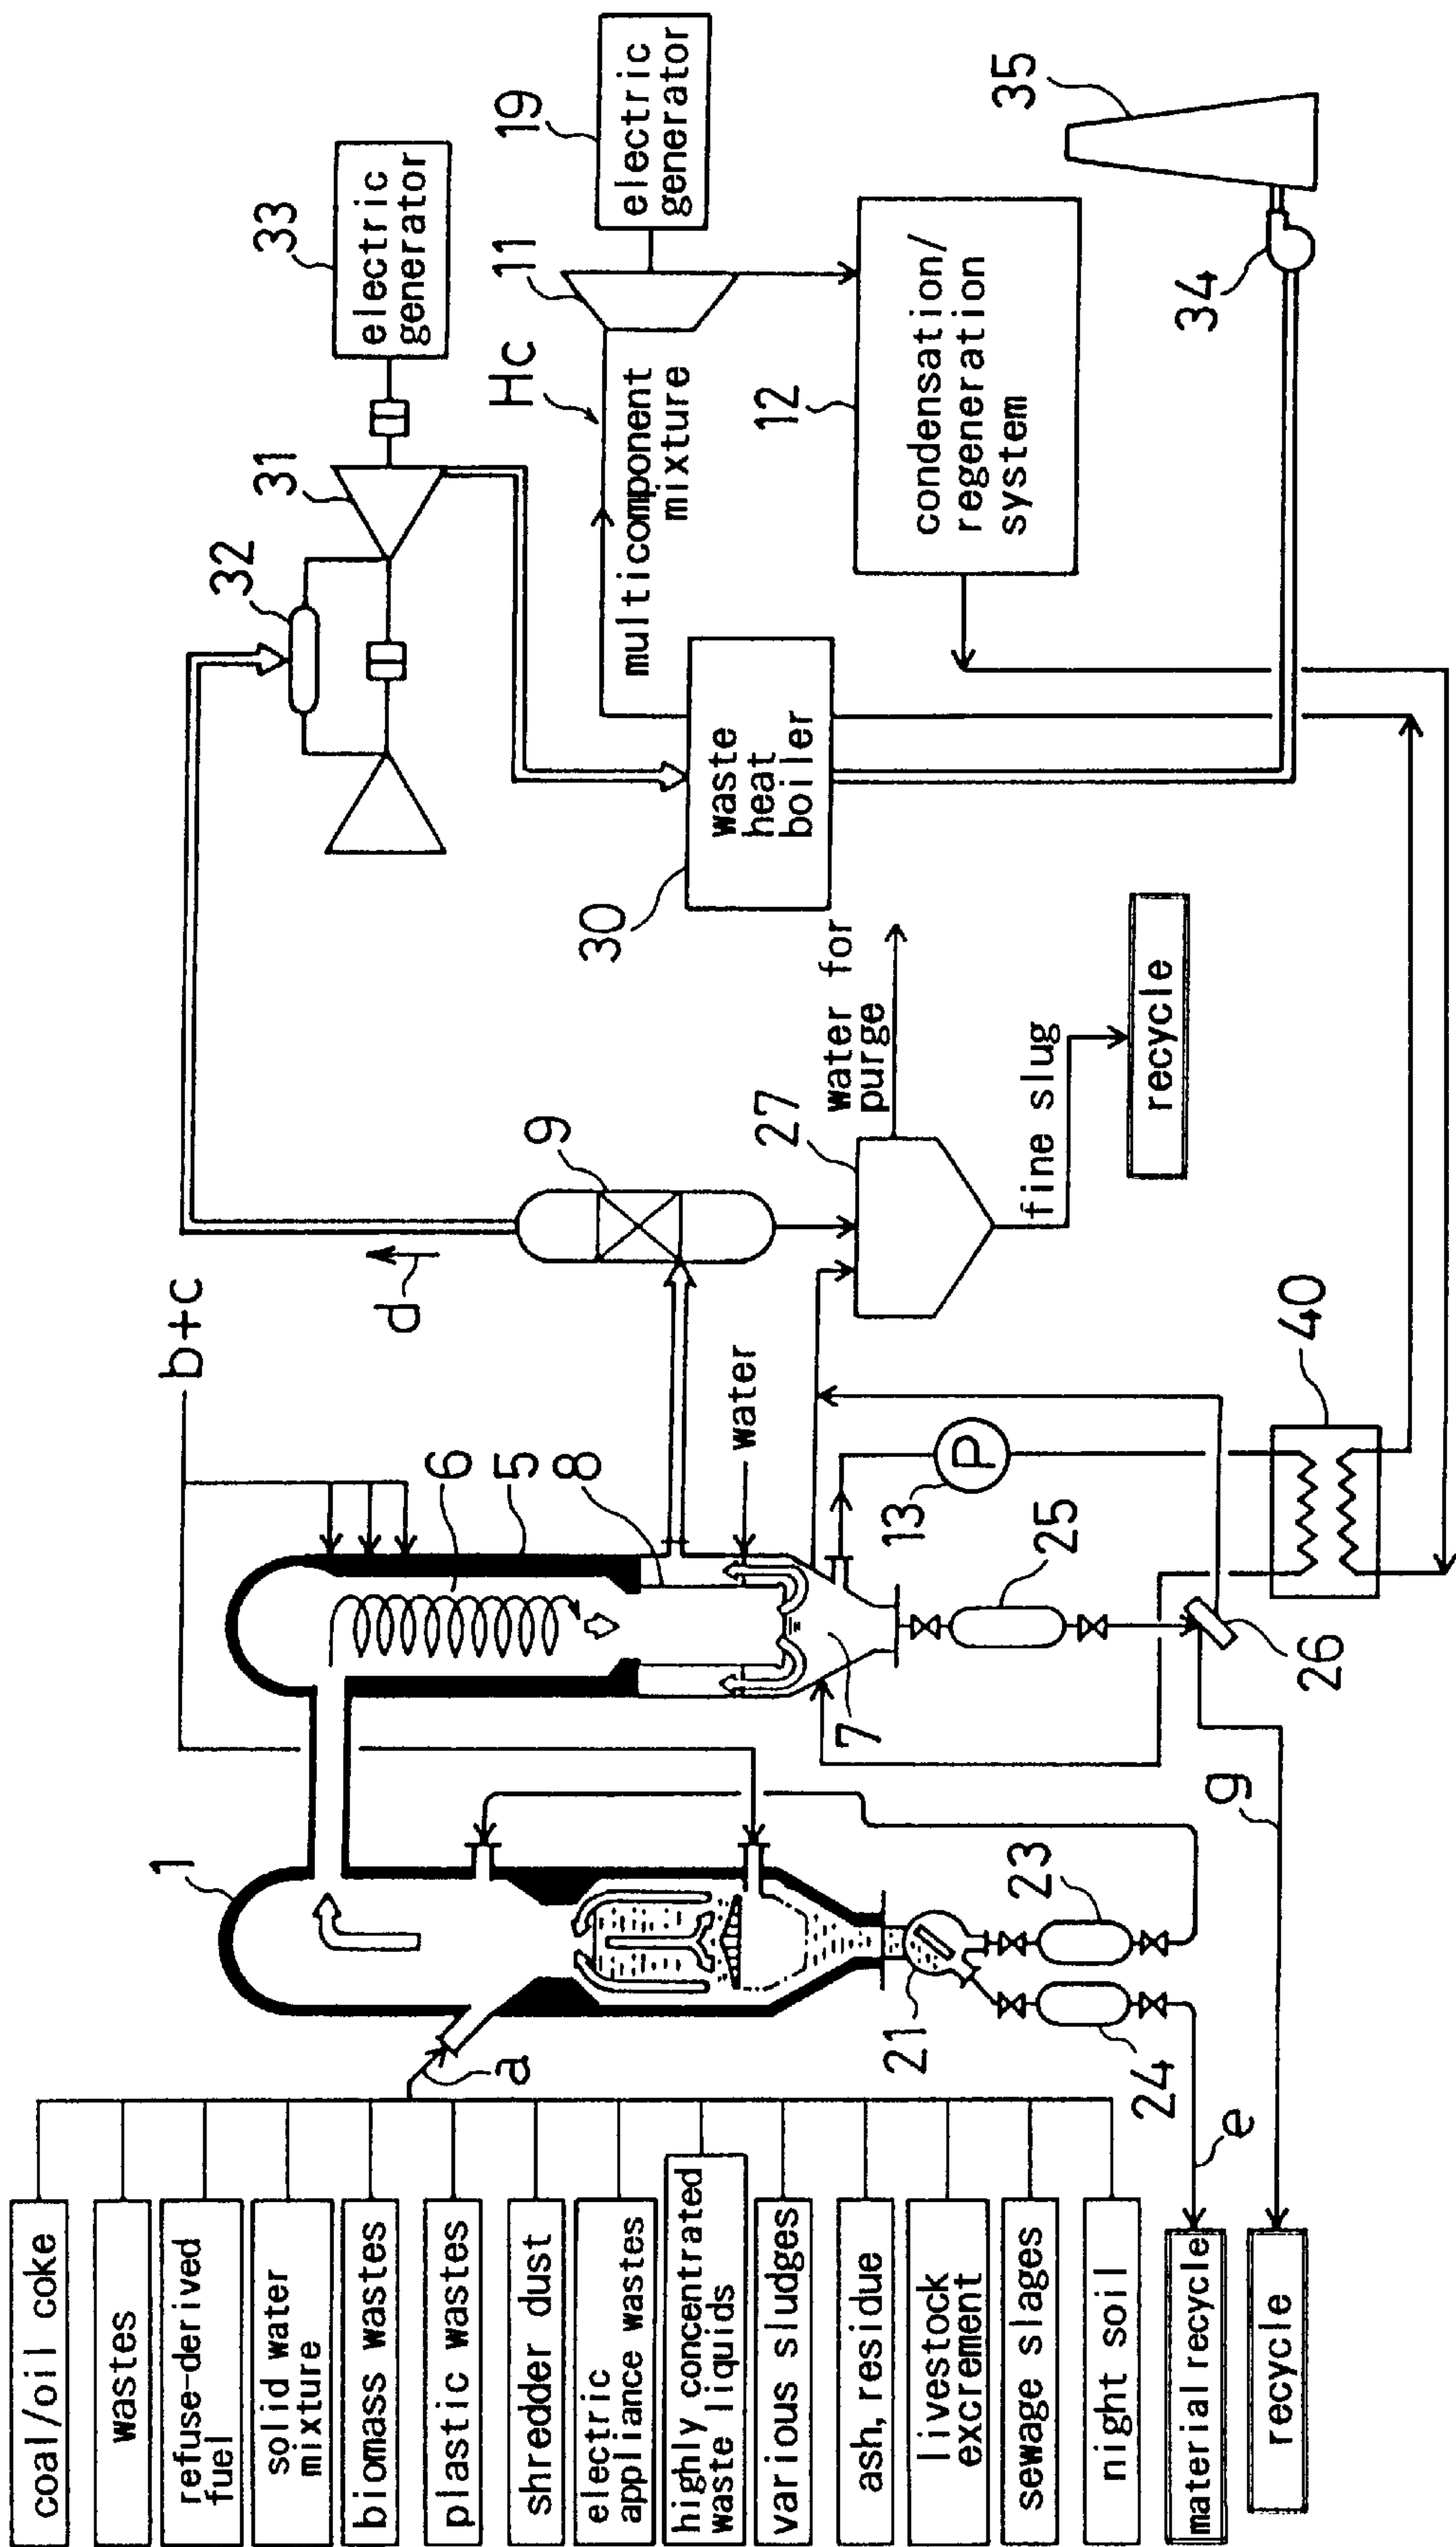 coal/oil coke
wastes
refuse-derived
fuel
solid water
mixture
biomass wastes
plastic wastes
shredder dust
electric
appliance wastes
highly concentrated
waste liquids
various sludges
ash, residue
livestock
excrement
sewage slages
night soil
material recycle
recycle
a
e
g
1
21
23
24
b+c
6
5
8
7
water
13
P
25
26
40
d
9
27
water for
purge
fine slug
recycle
30
waste
heat
boiler
32
31
33
electric
generator
multicomponent
mixture
Hc
11
19
electric
generator
12
condensation/
regeneration
system
34
35